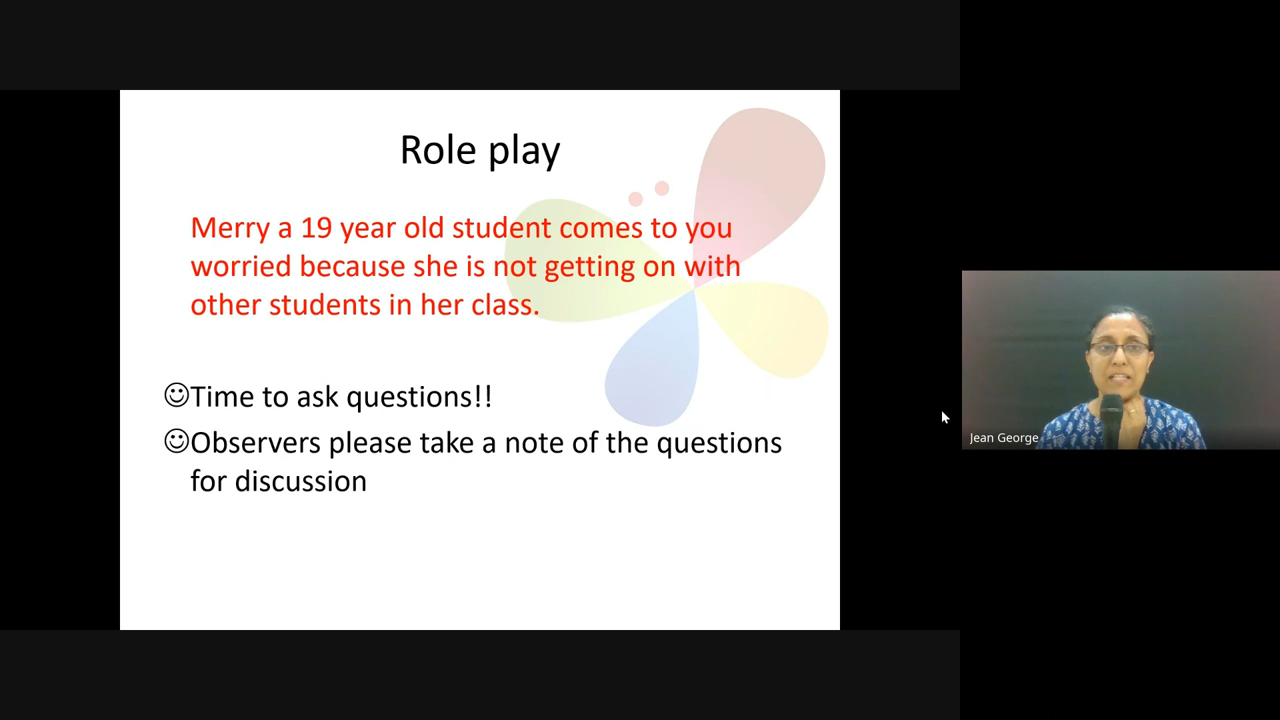 Role play
Merry a 19 year old student comes to you
worried because she is not getting on with
other students in her class.
☺Time to ask questions!!
☺Observers please take a note of the questions
for discussion
Jean George